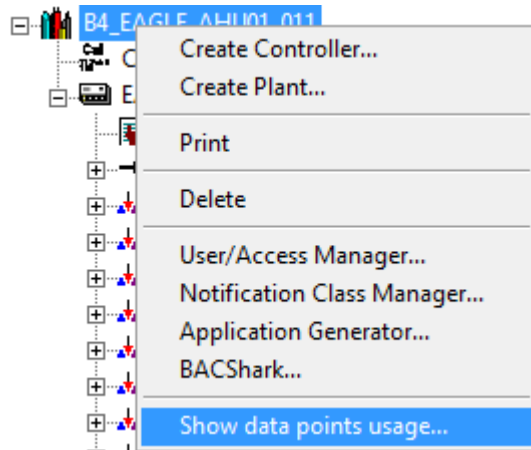 B4_EAGLE_AHU01_011
C
E
Create Controller...
Create Plant...
Print
Delete
User/Access Manager...
Notification Class Manager...
Application Generator...
BACShark...
Show data points usage...